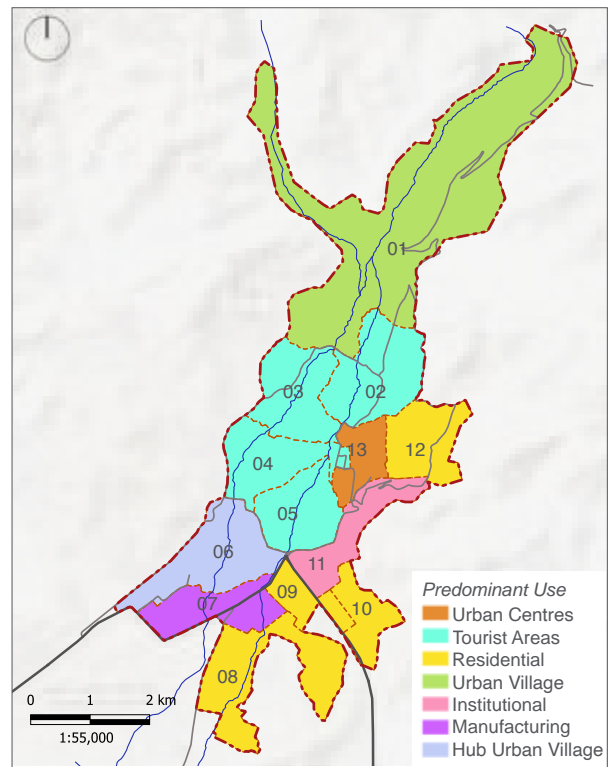 01
02
03
04
05
06
07
08
09
10
11
12
13
Predominant Use
Urban Centres
Tourist Areas
Residential
Urban Village
Institutional
Manufacturing
Hub Urban Village
0 1 2 km
1:55,000